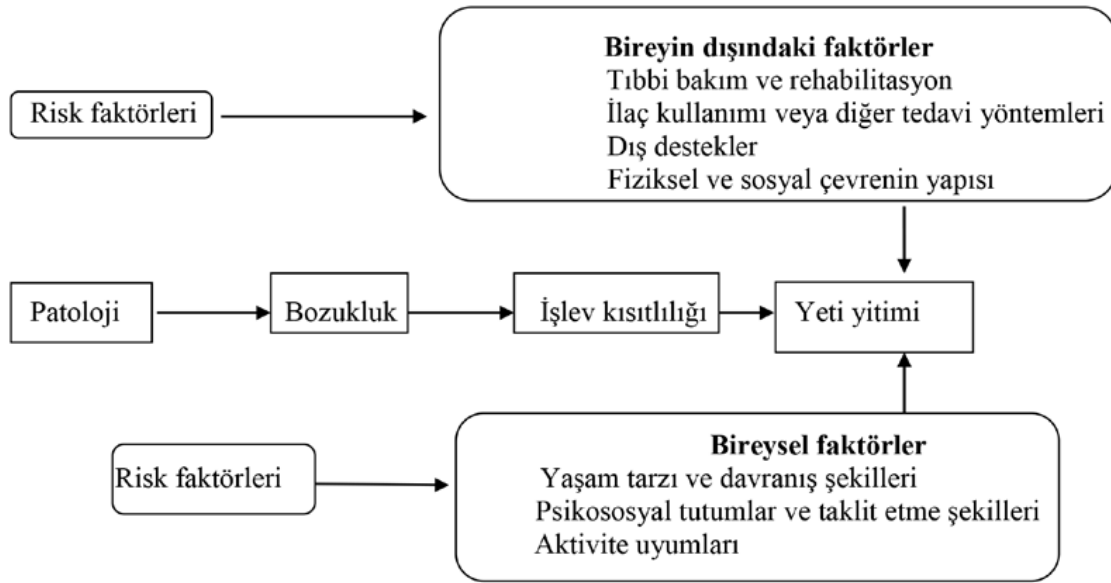 Bireyin dışındaki faktörler
Tıbbi bakım ve rehabilitasyon
Risk faktörleri
İlaç kullanımı veya diğer tedavi yöntemleri
Dış destekler
Fiziksel ve sosyal çevrenin yapısı
Patoloji
Bozukluk
İşlev kısıtlılığı
Yeti yitimi
Bireysel faktörler
Risk faktörleri
Yaşam tarzı ve davranış şekilleri
Psikososyal tutumlar ve taklit etme şekilleri
Aktivite uyumları